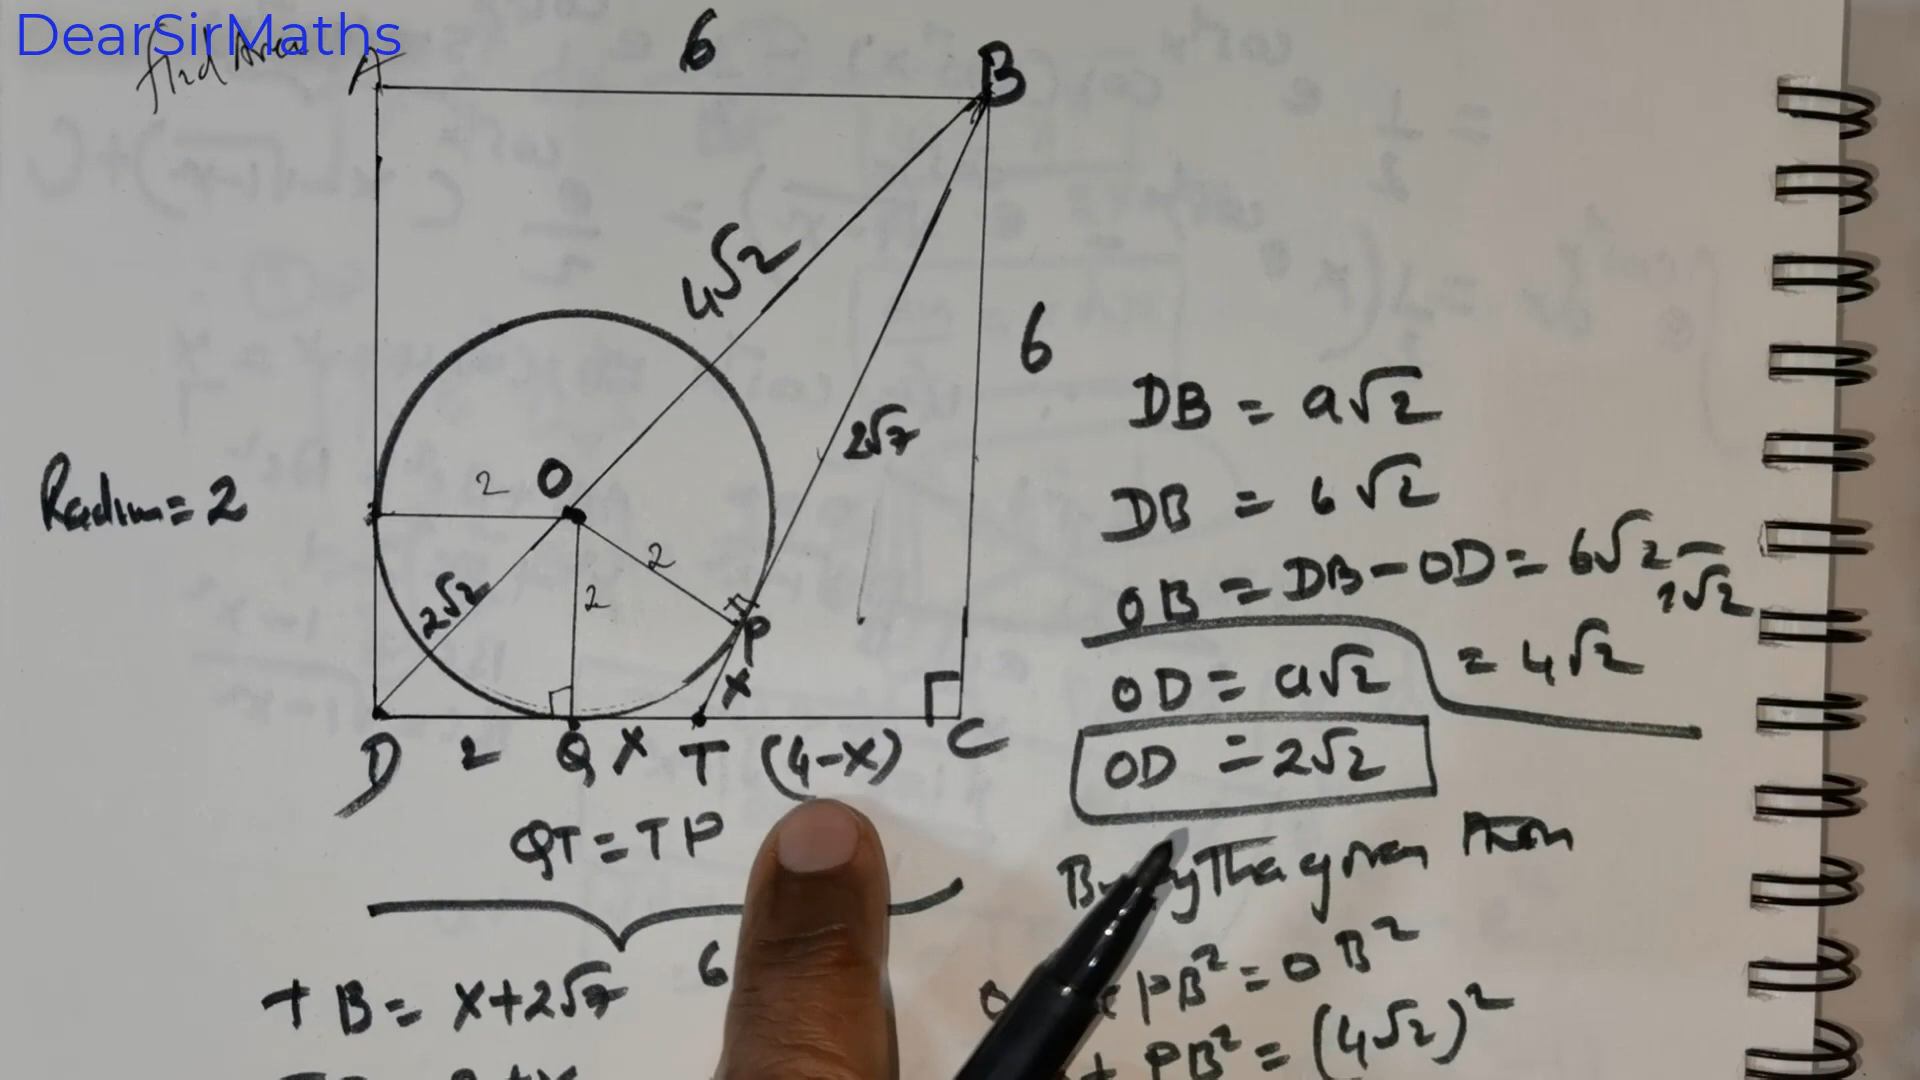 DearSirMaths
find Area
A
6
B
4√2
6
2√7
Radius = 2
2
O
2
2
2√2
P
x
D 2 Q x T (4-x) C
QT = TP
6
TB = x+2√7
DB = a√2
DB = 6√2
OB = DB - OD = 6√2 - 2√2
= 4√2
OD = a√2
OD = 2√2
PB² = OB²
+ PB² = (4√2)²